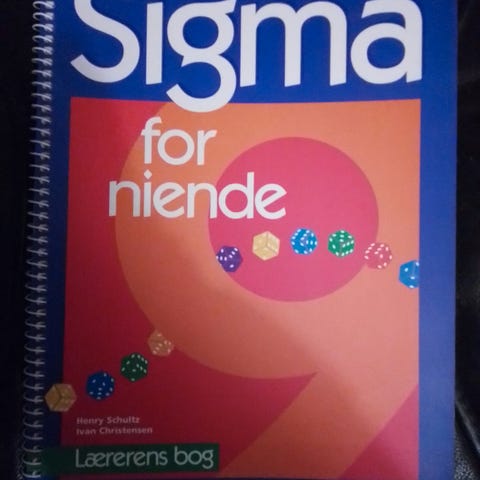 Sigma
for
niende
Henry Schultz
Ivan Christensen
Lærerens bog